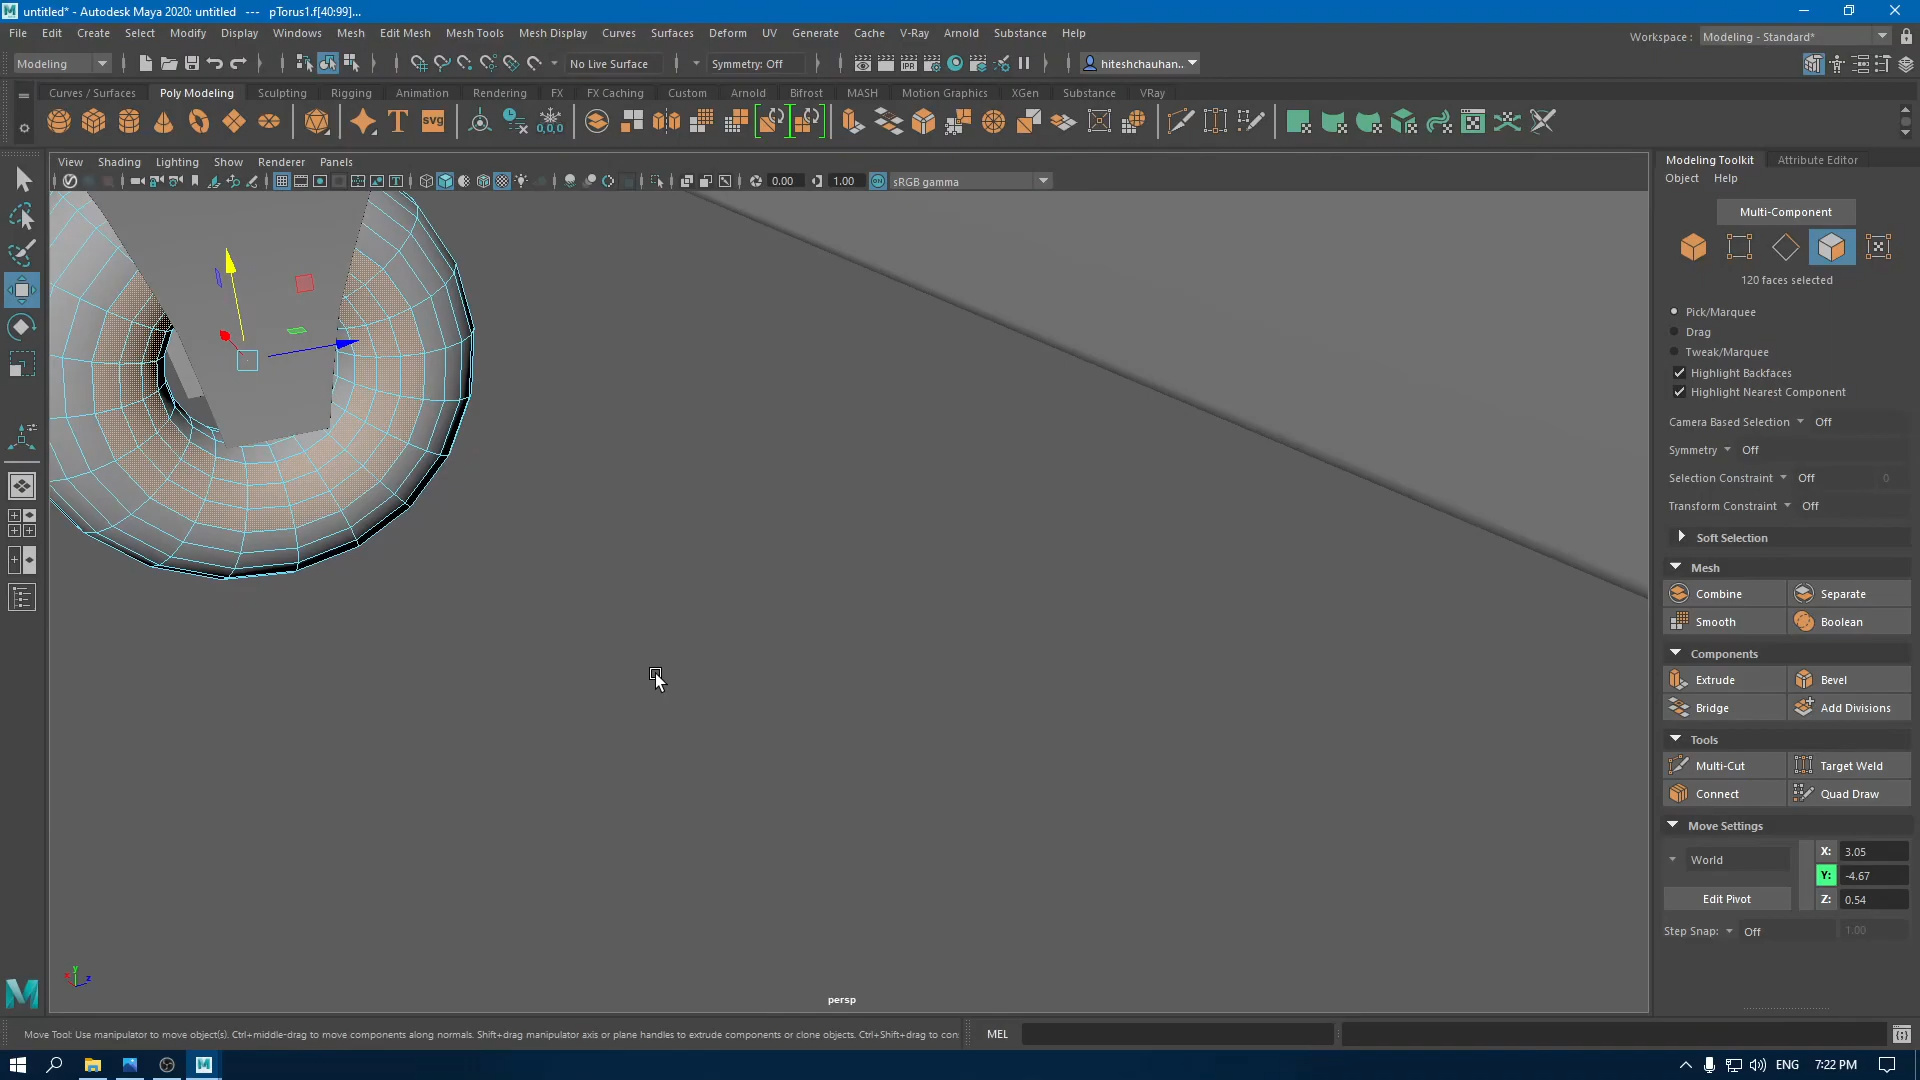 untitled* - Autodesk Maya 2020: untitled --- pTorus1.f[40:99]...
File Edit Create Select Modify Display Windows Mesh Edit Mesh Mesh Tools Mesh Display Curves Surfaces Deform UV Generate Cache V-Ray Arnold Substance Help
Workspace : Modeling - Standard*
Modeling No Live Surface Symmetry: Off IPR hiteshchauhan...
Curves / Surfaces Poly Modeling Sculpting Rigging Animation Rendering FX FX Caching Custom Arnold Bifrost MASH Motion Graphics XGen Substance VRay
T svg 0,0,0
View Shading Lighting Show Renderer Panels
0.00 1.00 ON sRGB gamma
Modeling Toolkit Attribute Editor
Object Help
Multi-Component
120 faces selected
Pick/Marquee
Drag
Tweak/Marquee
Highlight Backfaces
Highlight Nearest Component
Camera Based Selection Off
Symmetry Off
Selection Constraint Off 0
Transform Constraint Off
Soft Selection
Mesh
Combine Separate
Smooth Boolean
Components
Extrude Bevel
Bridge Add Divisions
Tools
Multi-Cut Target Weld
Connect Quad Draw
Move Settings
World
X: 3.05
Y: -4.67
Edit Pivot
Z: 0.54
Step Snap: Off 1.00
y
x z
persp
Move Tool: Use manipulator to move object(s). Ctrl+middle-drag to move components along normals. Shift+drag manipulator axis or plane handles to extrude components or clone objects. Ctrl+Shift+drag to con
MEL
ENG 7:22 PM